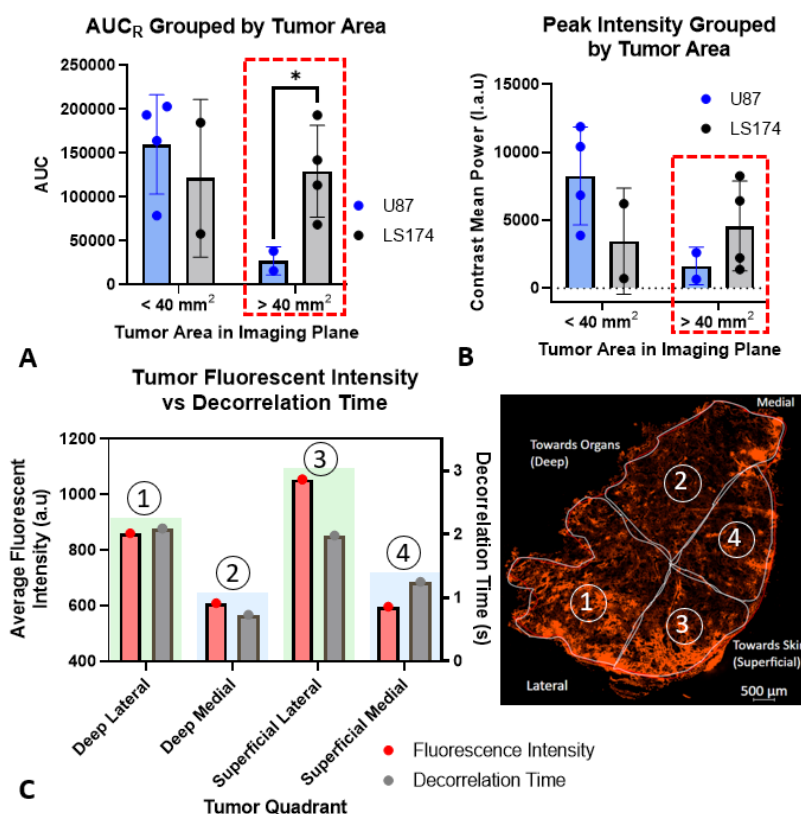 AUC_R Grouped by Tumor Area
AUC
250000
200000
150000
100000
50000
0
*
U87
LS174
< 40 mm²
> 40 mm²
Tumor Area in Imaging Plane
A
Peak Intensity Grouped
by Tumor Area
Contrast Mean Power (l.a.u)
15000
10000
5000
0
U87
LS174
< 40 mm²
> 40 mm²
Tumor Area in Imaging Plane
B
Tumor Fluorescent Intensity
vs Decorrelation Time
Average Fluorescent
Intensity (a.u)
1200
1000
800
600
400
1
2
3
4
3
2
1
0
Decorrelation Time (s)
Deep Lateral
Deep Medial
Superficial Lateral
Superficial Medial
Tumor Quadrant
Fluorescence Intensity
Decorrelation Time
C
Medial
Towards Organs
(Deep)
2
4
1
3
Towards Skin
(Superficial)
Lateral
500 µm